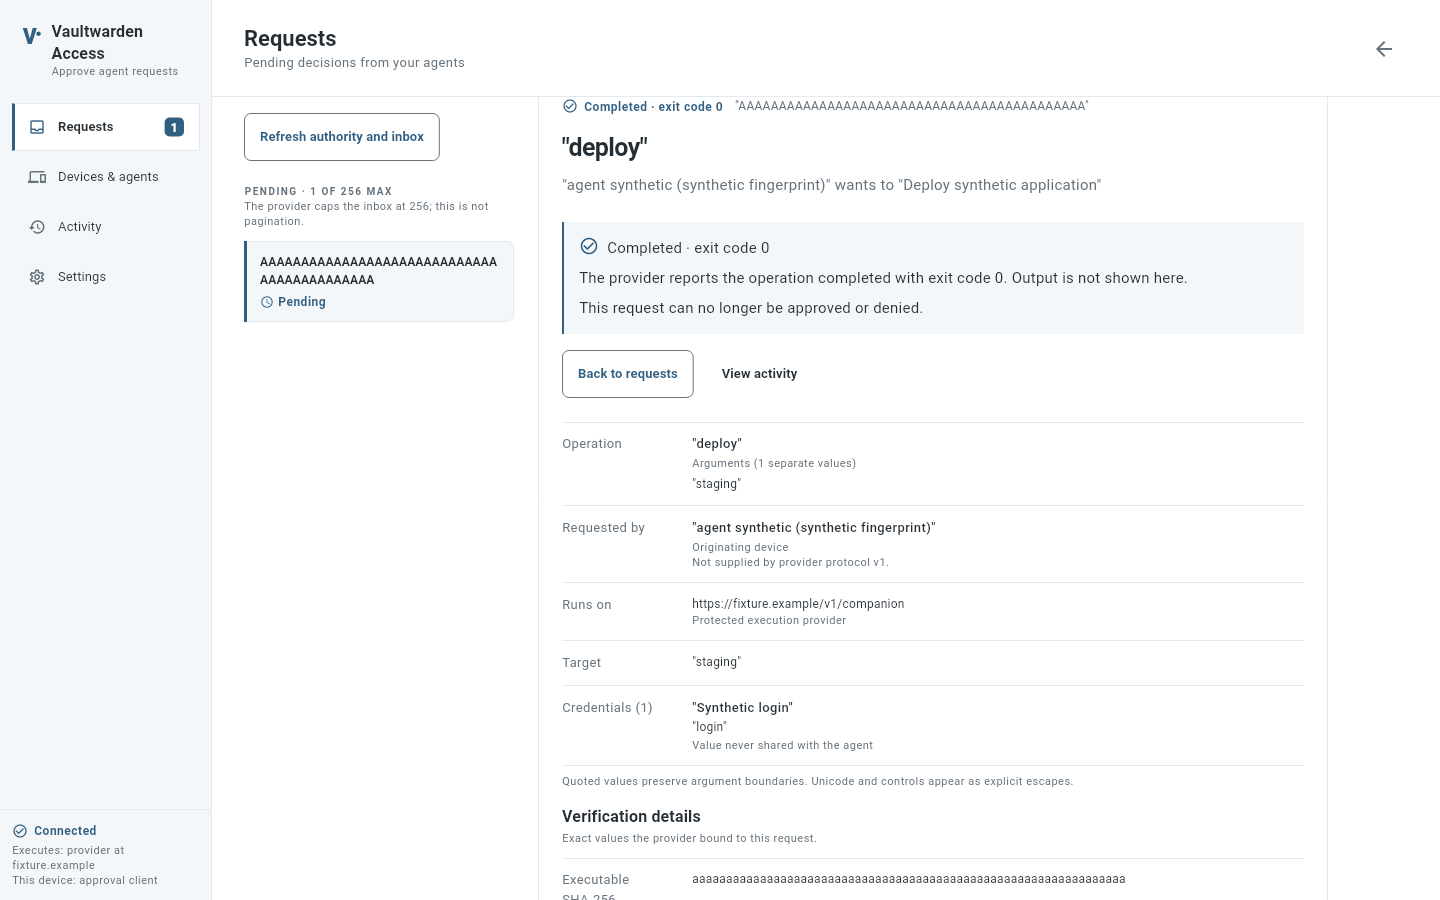 Vaultwarden
Access
Approve agent requests
Requests
1
Devices & agents
Activity
Settings
Connected
Executes: provider at
fixture.example
This device: approval client
Requests
Pending decisions from your agents
Refresh authority and inbox
PENDING · 1 OF 256 MAX
The provider caps the inbox at 256; this is not
pagination.
AAAAAAAAAAAAAAAAAAAAAAAAAAAAA
AAAAAAAAAAAAAA
Pending
Completed · exit code 0 "AAAAAAAAAAAAAAAAAAAAAAAAAAAAAAAAAAAAAAAAAAA"
"deploy"
"agent synthetic (synthetic fingerprint)" wants to "Deploy synthetic application"
Completed · exit code 0
The provider reports the operation completed with exit code 0. Output is not shown here.
This request can no longer be approved or denied.
Back to requests
View activity
Operation
"deploy"
Arguments (1 separate values)
"staging"
Requested by
"agent synthetic (synthetic fingerprint)"
Originating device
Not supplied by provider protocol v1.
Runs on
https://fixture.example/v1/companion
Protected execution provider
Target
"staging"
Credentials (1)
"Synthetic login"
"login"
Value never shared with the agent
Quoted values preserve argument boundaries. Unicode and controls appear as explicit escapes.
Verification details
Exact values the provider bound to this request.
Executable
SHA-256
aaaaaaaaaaaaaaaaaaaaaaaaaaaaaaaaaaaaaaaaaaaaaaaaaaaaaaaaaaaaaaaa